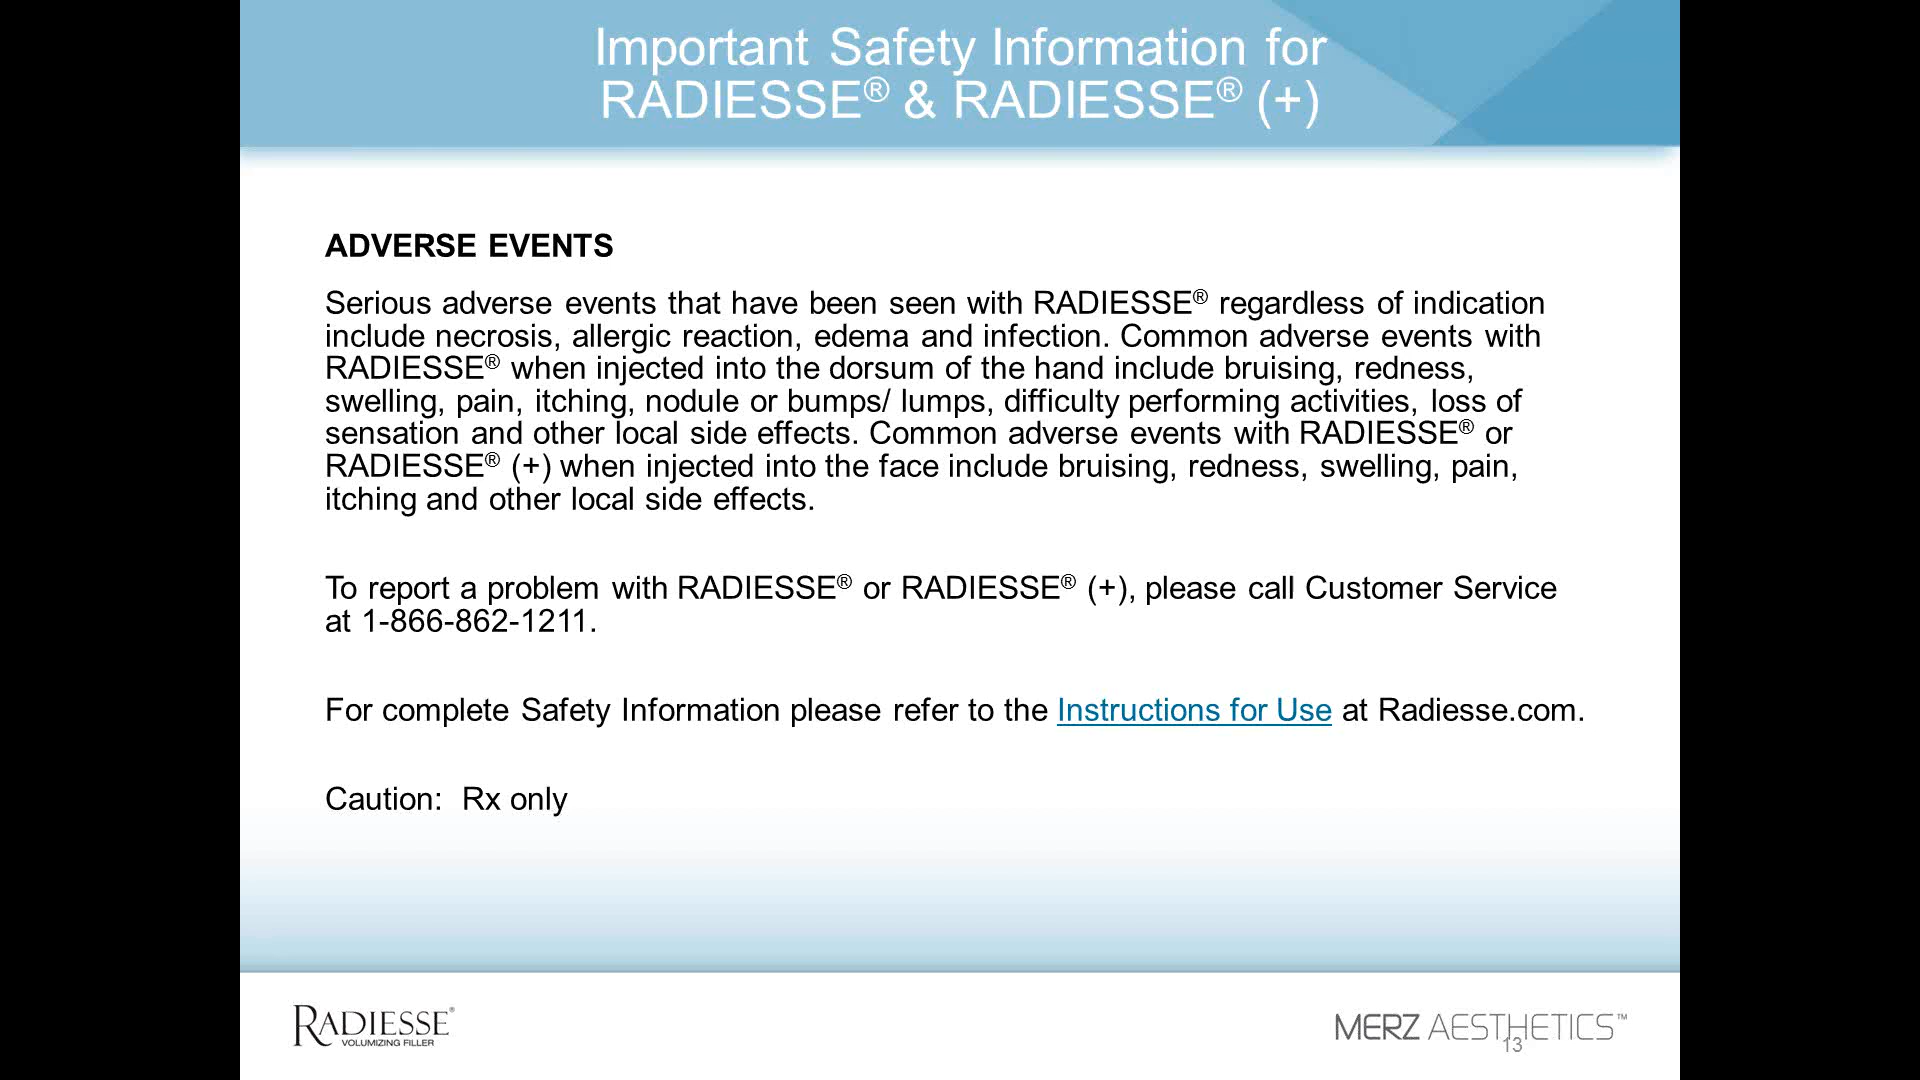 Important Safety Information for
RADIESSE® & RADIESSE® (+)
ADVERSE EVENTS
Serious adverse events that have been seen with RADIESSE® regardless of indication
include necrosis, allergic reaction, edema and infection. Common adverse events with
RADIESSE® when injected into the dorsum of the hand include bruising, redness,
swelling, pain, itching, nodule or bumps/ lumps, difficulty performing activities, loss of
sensation and other local side effects. Common adverse events with RADIESSE® or
RADIESSE® (+) when injected into the face include bruising, redness, swelling, pain,
itching and other local side effects.
To report a problem with RADIESSE® or RADIESSE® (+), please call Customer Service
at 1-866-862-1211.
For complete Safety Information please refer to the Instructions for Use at Radiesse.com.
Caution:  Rx only
RADIESSE®
VOLUMIZING FILLER
MERZ AESTHETICS™
13